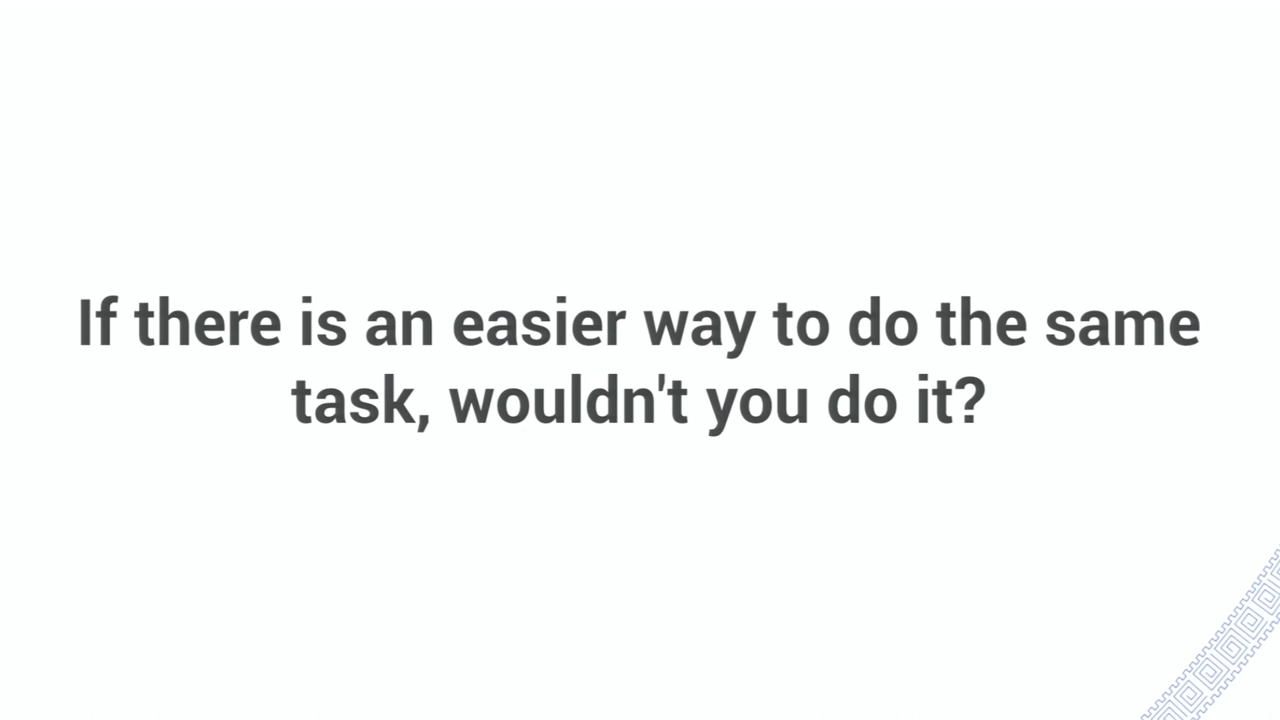 If there is an easier way to do the same
task, wouldn't you do it?